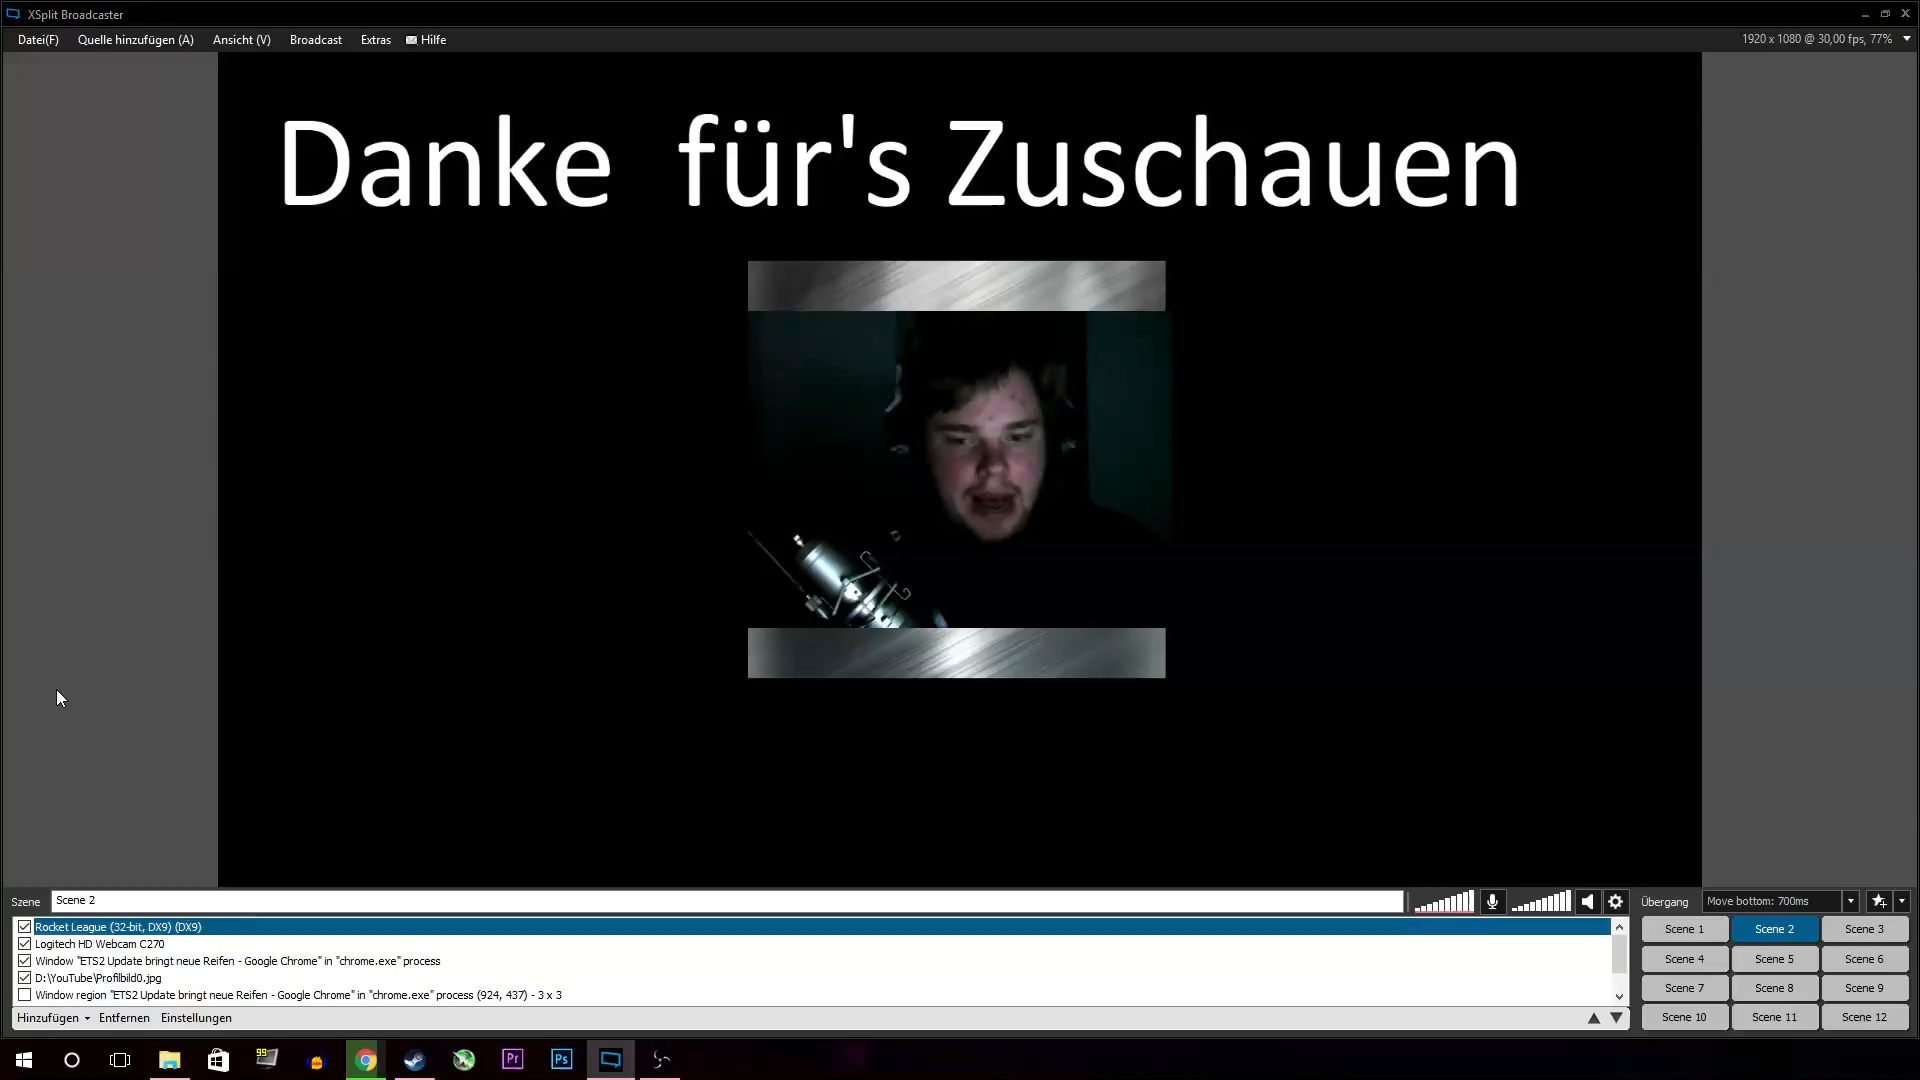 XSplit Broadcaster
Datei(F) Quelle hinzufügen (A) Ansicht (V) Broadcast Extras Hilfe 1920 x 1080 @ 30,00 fps, 77%
Danke für's Zuschauen
Szene Scene 2 Übergang Move bottom: 700ms
Rocket League (32-bit, DX9) (DX9)
Logitech HD Webcam C270
Window "ETS2 Update bringt neue Reifen - Google Chrome" in "chrome.exe" process
D:\YouTube\Profilbild0.jpg
Window region "ETS2 Update bringt neue Reifen - Google Chrome" in "chrome.exe" process (924, 437) - 3 x 3
Hinzufügen Entfernen Einstellungen
Scene 1 Scene 2 Scene 3
Scene 4 Scene 5 Scene 6
Scene 7 Scene 8 Scene 9
Scene 10 Scene 11 Scene 12
99 Pr Ps